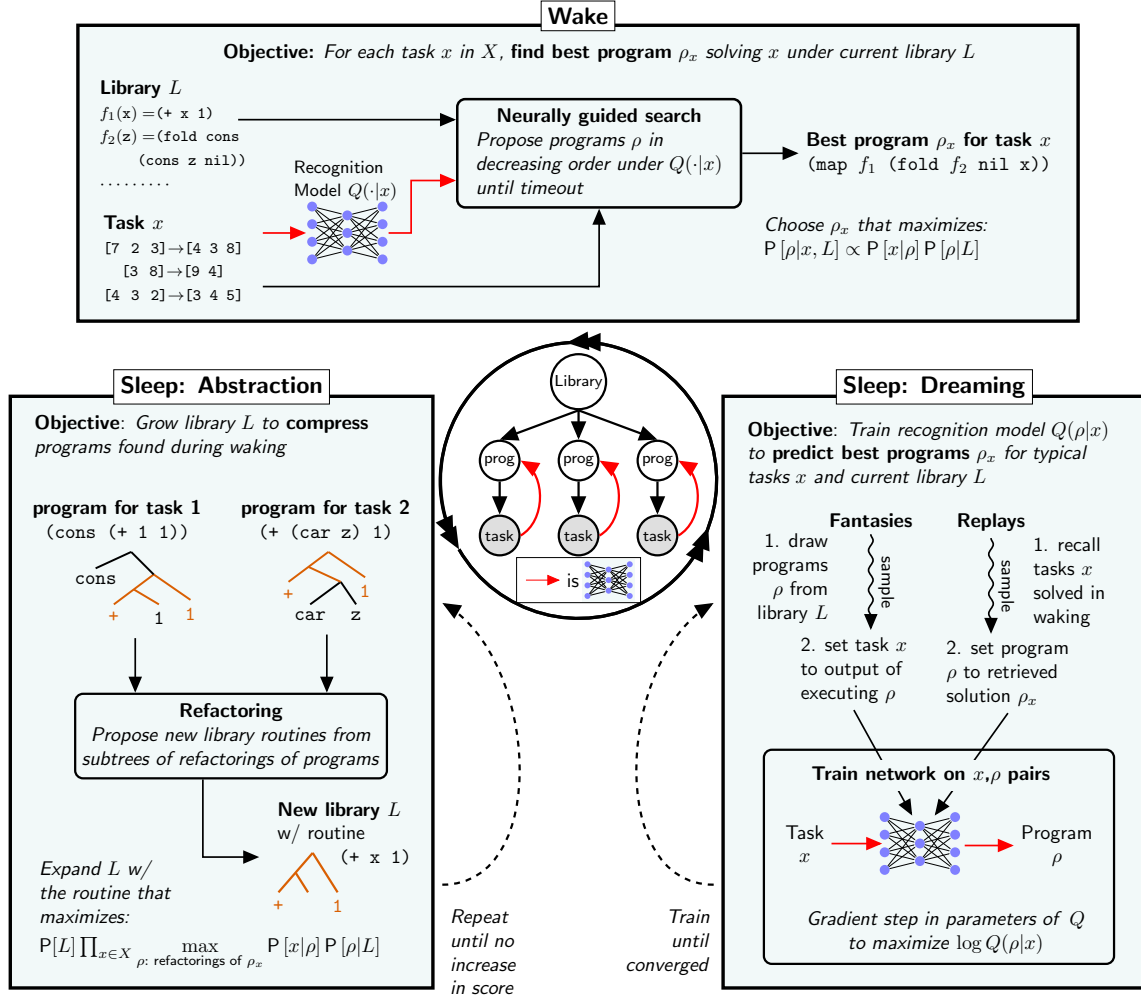 Wake
Objective: For each task x in X, find best program ρₓ solving x under current library L
Library L
f₁(x)=(+ x 1)
f₂(z)=(fold cons
(cons z nil))
.........
Task x
[7 2 3]→[4 3 8]
[3 8]→[9 4]
[4 3 2]→[3 4 5]
Recognition
Model Q(·|x)
Neurally guided search
Propose programs ρ in
decreasing order under Q(·|x)
until timeout
Best program ρₓ for task x
(map f₁ (fold f₂ nil x))
Choose ρₓ that maximizes:
P [ρ|x, L] ∝ P [x|ρ] P [ρ|L]
Library
prog prog prog
task task task
→ is
Sleep: Abstraction
Objective: Grow library L to compress
programs found during waking
program for task 1
(cons (+ 1 1))
cons
+ 1 1
program for task 2
(+ (car z) 1)
+ 1
car z
Refactoring
Propose new library routines from
subtrees of refactorings of programs
New library L
w/ routine
(+ x 1)
+ 1
Expand L w/
the routine that
maximizes:
P[L] ∏ₓ∈X max P [x|ρ] P [ρ|L]
ρ: refactorings of ρₓ
Repeat
until no
increase
in score
Train
until
converged
Sleep: Dreaming
Objective: Train recognition model Q(ρ|x)
to predict best programs ρₓ for typical
tasks x and current library L
Fantasies
1. draw
programs
ρ from
library L
sample
2. set task x
to output of
executing ρ
Replays
sample
1. recall
tasks x
solved in
waking
2. set program
ρ to retrieved
solution ρₓ
Train network on x,ρ pairs
Task
x
Program
ρ
Gradient step in parameters of Q
to maximize log Q(ρ|x)